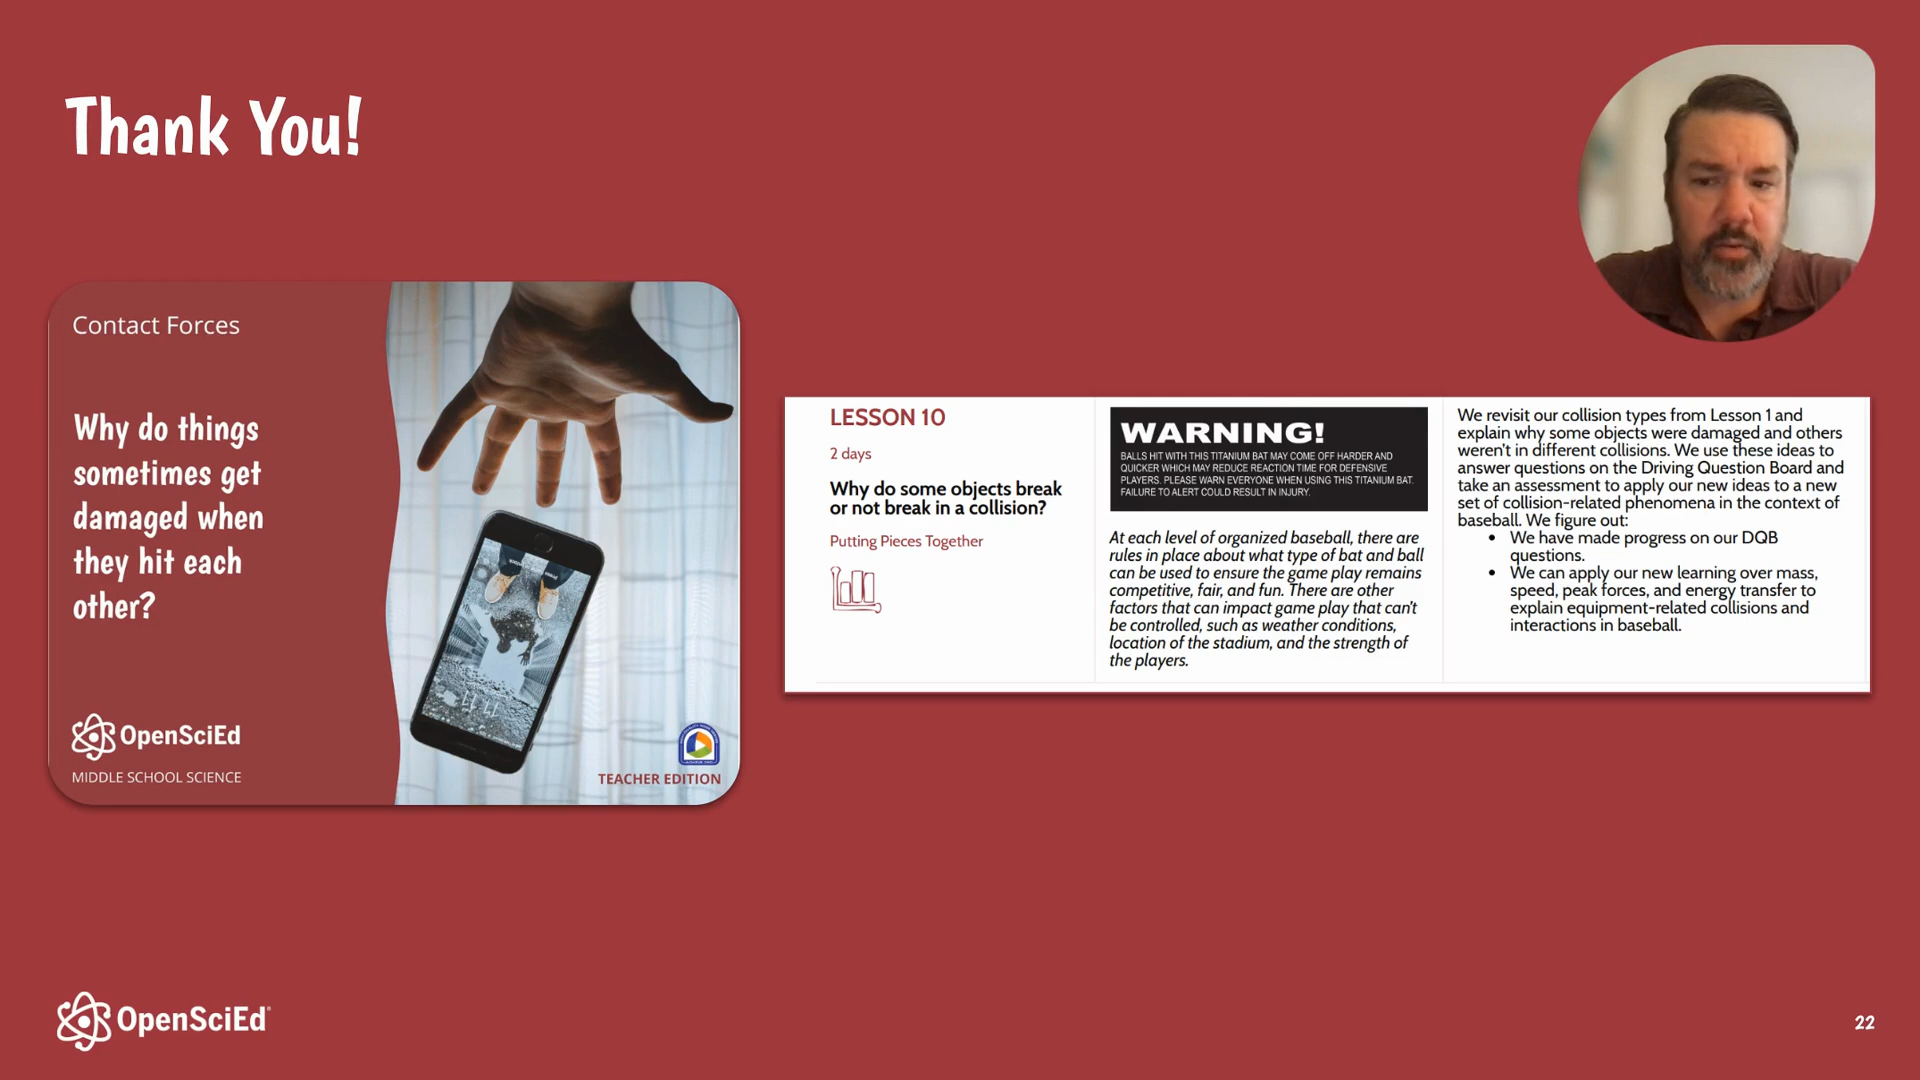 Thank You!
Contact Forces
Why do things
sometimes get
damaged when
they hit each
other?
OpenSciEd
MIDDLE SCHOOL SCIENCE
TEACHER EDITION
LESSON 10
2 days
Why do some objects break
or not break in a collision?
Putting Pieces Together
WARNING!
BALLS HIT WITH THIS TITANIUM BAT MAY COME OFF HARDER AND
QUICKER WHICH MAY REDUCE REACTION TIME FOR DEFENSIVE
PLAYERS. PLEASE WARN EVERYONE WHEN USING THIS TITANIUM BAT.
FAILURE TO ALERT COULD RESULT IN INJURY.
At each level of organized baseball, there are
rules in place about what type of bat and ball
can be used to ensure the game play remains
competitive, fair, and fun. There are other
factors that can impact game play that can't
be controlled, such as weather conditions,
location of the stadium, and the strength of
the players.
We revisit our collision types from Lesson 1 and
explain why some objects were damaged and others
weren't in different collisions. We use these ideas to
answer questions on the Driving Question Board and
take an assessment to apply our new ideas to a new
set of collision-related phenomena in the context of
baseball. We figure out:
• We have made progress on our DQB
questions.
• We can apply our new learning over mass,
speed, peak forces, and energy transfer to
explain equipment-related collisions and
interactions in baseball.
OpenSciEd®
22